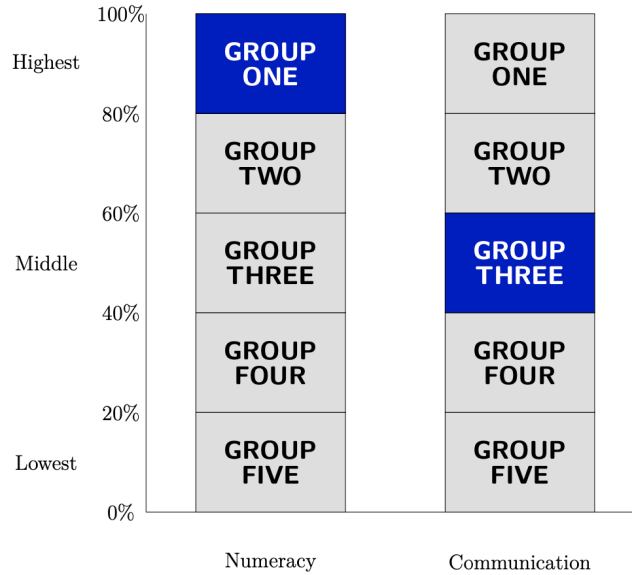 100%
Highest
GROUP
ONE
GROUP
ONE
80%
GROUP
TWO
GROUP
TWO
60%
Middle
GROUP
THREE
GROUP
THREE
40%
GROUP
FOUR
GROUP
FOUR
20%
Lowest
GROUP
FIVE
GROUP
FIVE
0%
Numeracy
Communication